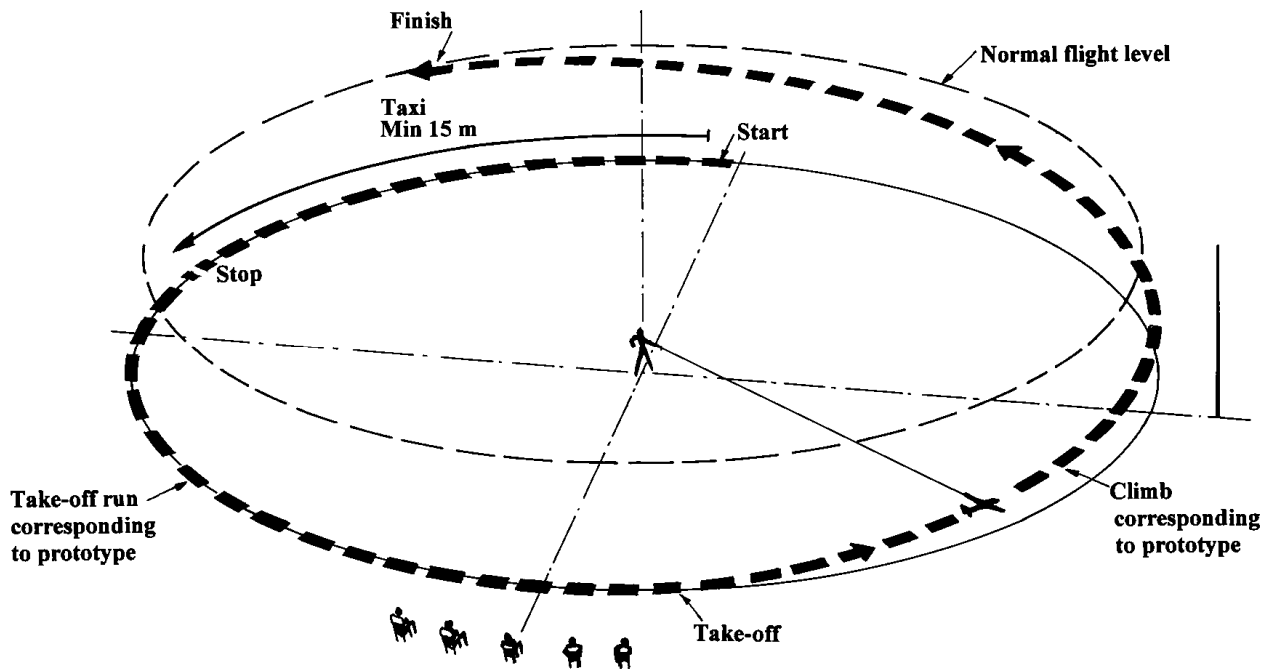 Finish
Normal flight level
Taxi
Min 15 m
Start
Stop
Take-off run
corresponding
to prototype
Climb
corresponding
to prototype
Take-off